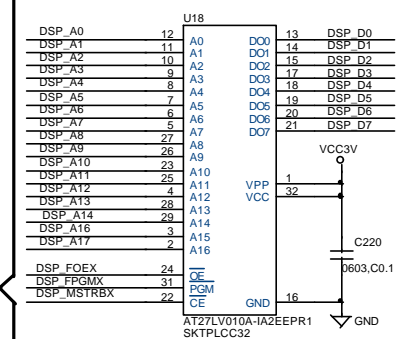 U18
DSP_A0 12 A0 DO0 13 DSP_D0
DSP_A1 11 A1 DO1 14 DSP_D1
DSP_A2 10 A2 DO2 15 DSP_D2
DSP_A3 9 A3 DO3 17 DSP_D3
DSP_A4 8 A4 DO4 18 DSP_D4
DSP_A5 7 A5 DO5 19 DSP_D5
DSP_A6 6 A6 DO6 20 DSP_D6
DSP_A7 5 A7 DO7 21 DSP_D7
DSP_A8 27 A8
DSP_A9 26 A9
VCC3V
DSP_A10 23 A10
DSP_A11 25 A11 VPP 1
DSP_A12 4 A12 VCC 32
DSP_A13 28 A13
DSP_A14 29 A14
DSP_A16 3 A15
DSP_A17 2 A16
C220
0603,C0.1
DSP_FOEX 24 OE
DSP_FPGMX 31 PGM
DSP_MSTRBX 22 CE GND 16
GND
AT27LV010A-IA2EEPR1
SKTPLCC32